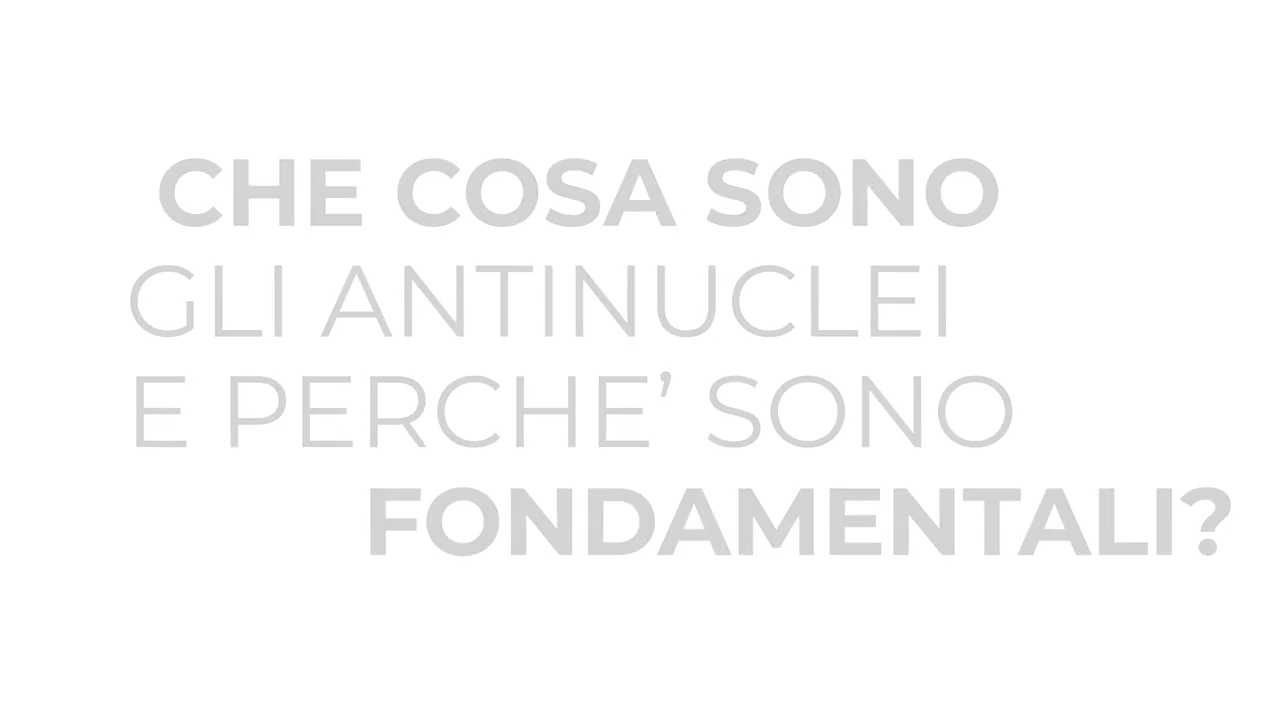 CHE COSA SONO
GLI ANTINUCLEI
E PERCHE’ SONO
FONDAMENTALI?